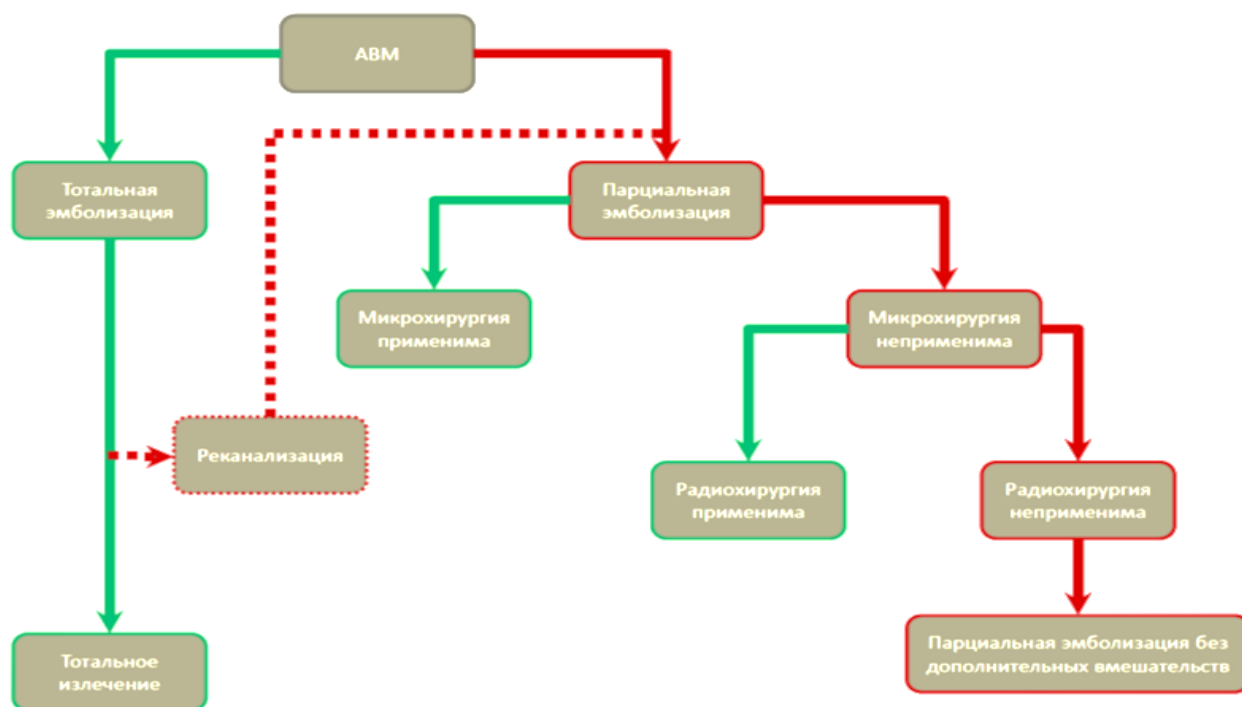 АВМ
Тотальная
эмболизация
Парциальная
эмболизация
Микрохирургия
применима
Микрохирургия
неприменима
Реканализация
Радиохирургия
применима
Радиохирургия
неприменима
Тотальное
излечение
Парциальная эмболизация без
дополнительных вмешательств